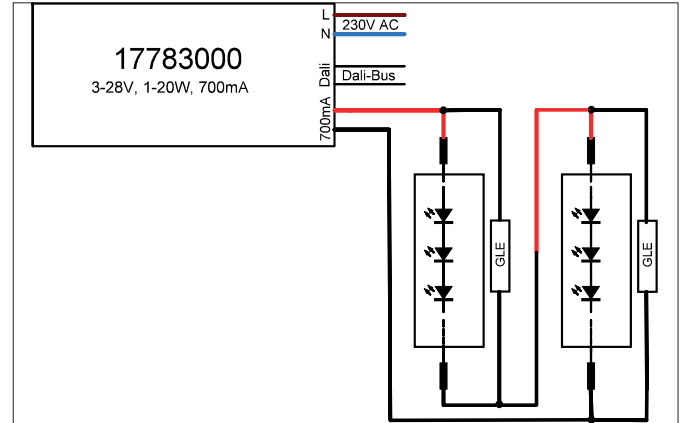 L
230V AC
N
17783000
3-28V, 1-20W, 700mA
Dali
Dali-Bus
700mA
GLE
GLE